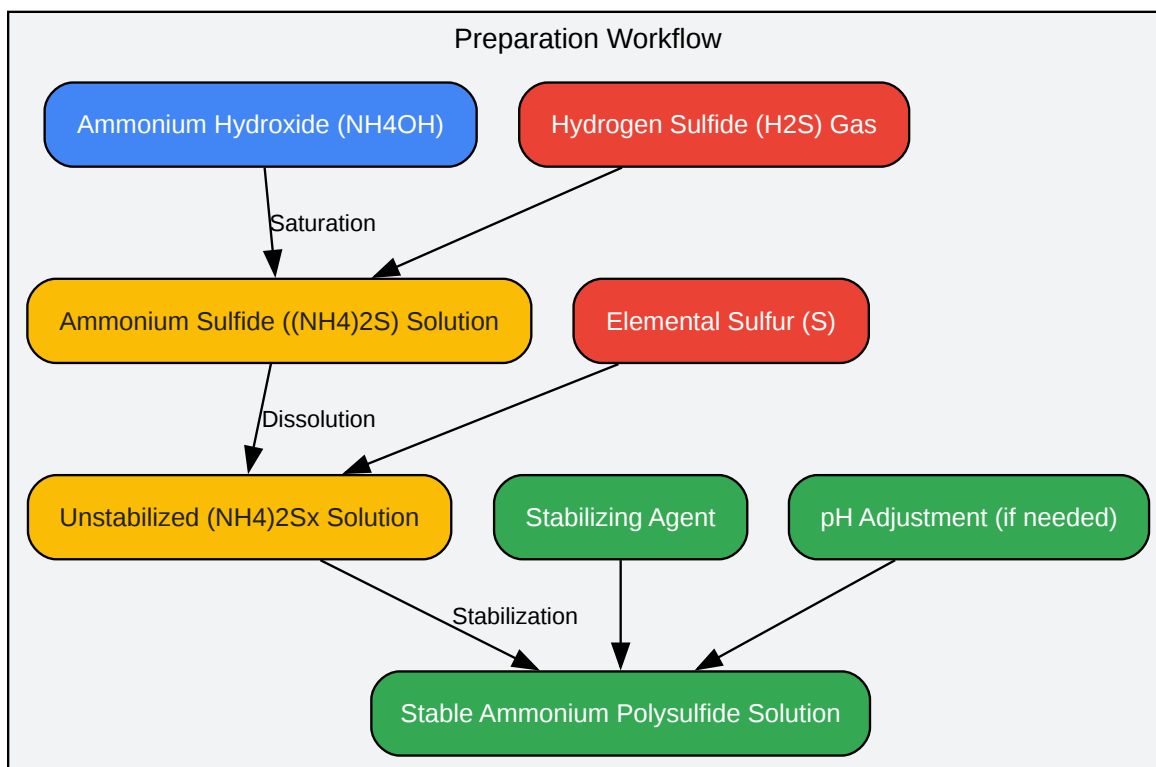 Preparation Workflow
Ammonium Hydroxide (NH4OH)
Hydrogen Sulfide (H2S) Gas
Saturation
Ammonium Sulfide ((NH4)2S) Solution
Elemental Sulfur (S)
Dissolution
Unstabilized (NH4)2Sx Solution
Stabilizing Agent
pH Adjustment (if needed)
Stabilization
Stable Ammonium Polysulfide Solution